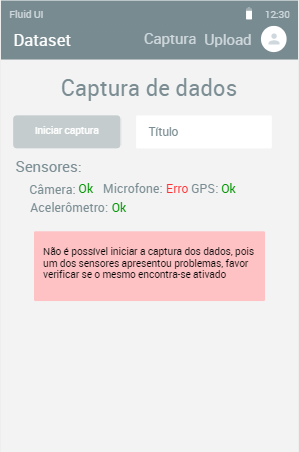 Fluid UI 12:30
Dataset Captura Upload
Captura de dados
Iniciar captura Título
Sensores:
Câmera: Ok Microfone: Erro GPS: Ok
Acelerômetro: Ok
Não é possível iniciar a captura dos dados, pois
um dos sensores apresentou problemas, favor
verificar se o mesmo encontra-se ativado